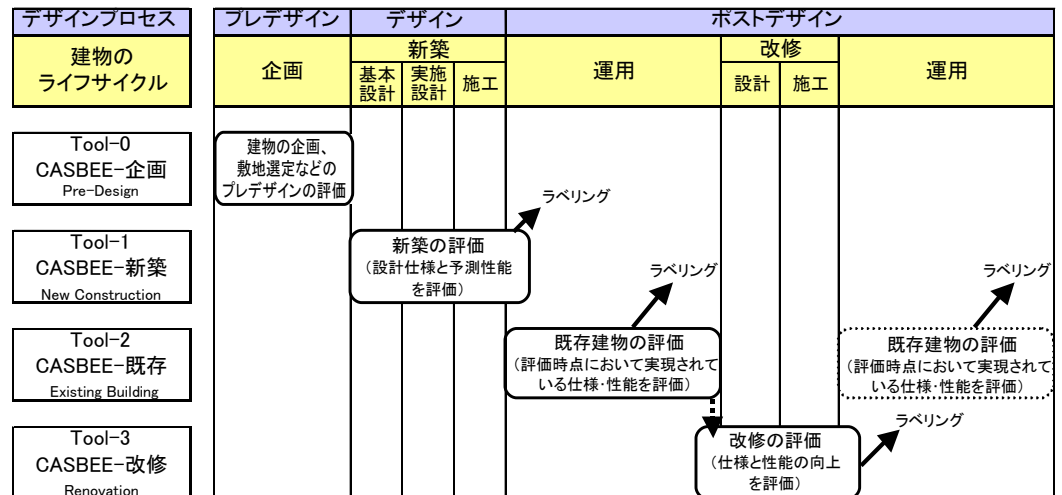 デザインプロセス
プレデザイン
デザイン
ポストデザイン
建物の
ライフサイクル
企画
新築
基本
設計
実施
設計
施工
運用
改修
設計
施工
運用
Tool-0
CASBEE-企画
Pre-Design
建物の企画、
敷地選定などの
プレデザインの評価
ラベリング
Tool-1
CASBEE-新築
New Construction
新築の評価
(設計仕様と予測性能
を評価)
ラベリング
ラベリング
Tool-2
CASBEE-既存
Existing Building
既存建物の評価
(評価時点において実現されて
いる仕様・性能を評価)
既存建物の評価
(評価時点において実現されて
いる仕様・性能を評価)
ラベリング
Tool-3
CASBEE-改修
Renovation
改修の評価
(仕様と性能の向上
を評価)